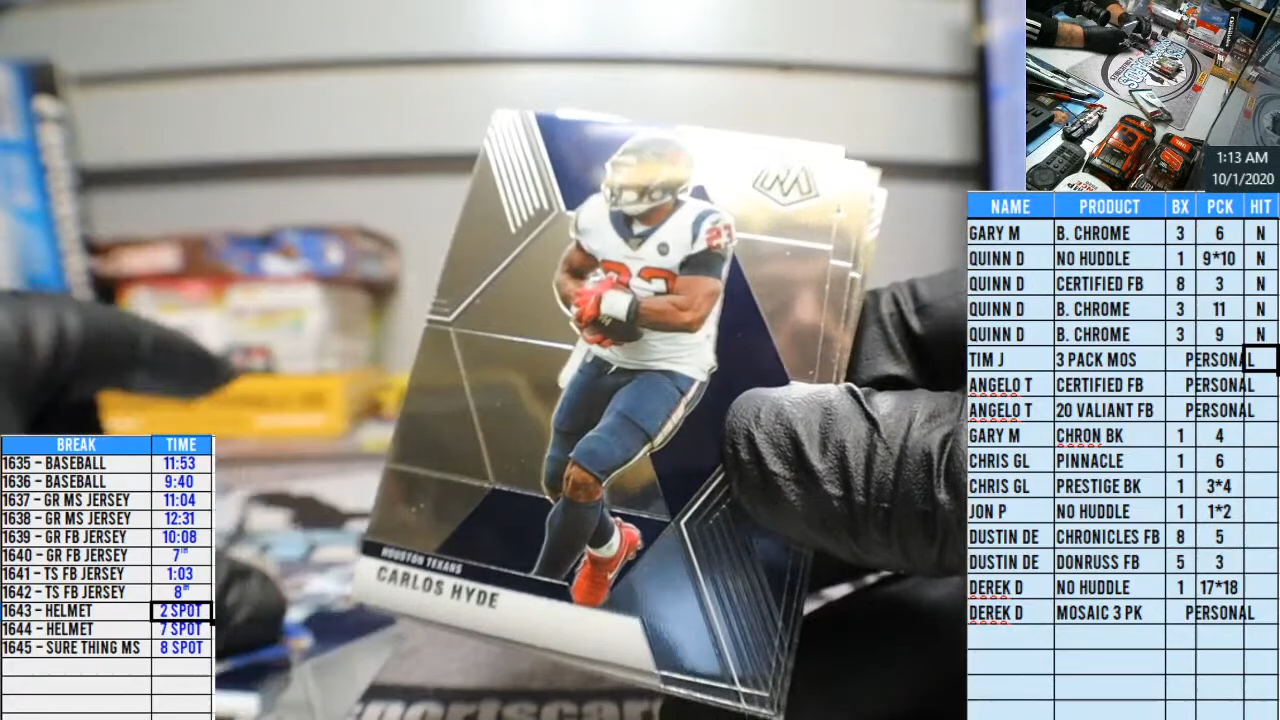 1:13 AM
10/1/2020
NAME PRODUCT BX PCK HIT
GARY M B. CHROME 3 6 N
QUINN D NO HUDDLE 1 9*10 N
QUINN D CERTIFIED FB 8 3 N
QUINN D B. CHROME 3 11 N
QUINN D B. CHROME 3 9 N
TIM J 3 PACK MOS PERSONAL
ANGELO T CERTIFIED FB PERSONAL
ANGELO T 20 VALIANT FB PERSONAL
GARY M CHRON BK 1 4
CHRIS GL PINNACLE 1 6
CHRIS GL PRESTIGE BK 1 3*4
JON P NO HUDDLE 1 1*2
DUSTIN DE CHRONICLES FB 8 5
DUSTIN DE DONRUSS FB 5 3
DEREK D NO HUDDLE 1 17*18
DEREK D MOSAIC 3 PK PERSONAL
23
HOUSTON TEXANS
CARLOS HYDE
BREAK TIME
1635 – BASEBALL 11:53
1636 – BASEBALL 9:40
1637 – GR MS JERSEY 11:04
1638 – GR MS JERSEY 12:31
1639 – GR FB JERSEY 10:08
1640 – GR FB JERSEY 7TH
1641 – TS FB JERSEY 1:03
1642 – TS FB JERSEY 8TH
1643 – HELMET 2 SPOT
1644 – HELMET 7 SPOT
1645 – SURE THING MS 8 SPOT